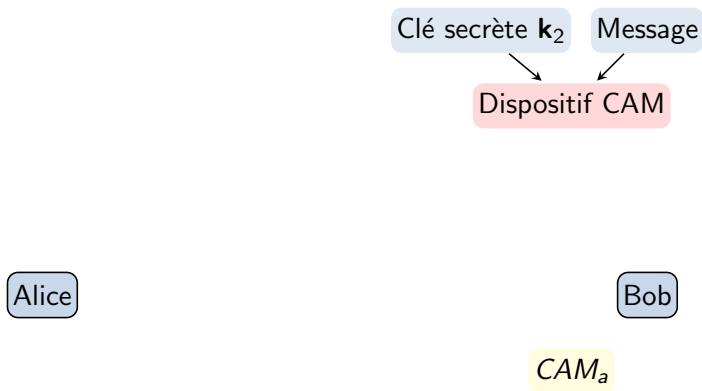 Clé secrète k₂ Message
Dispositif CAM
Alice Bob
CAMₐ